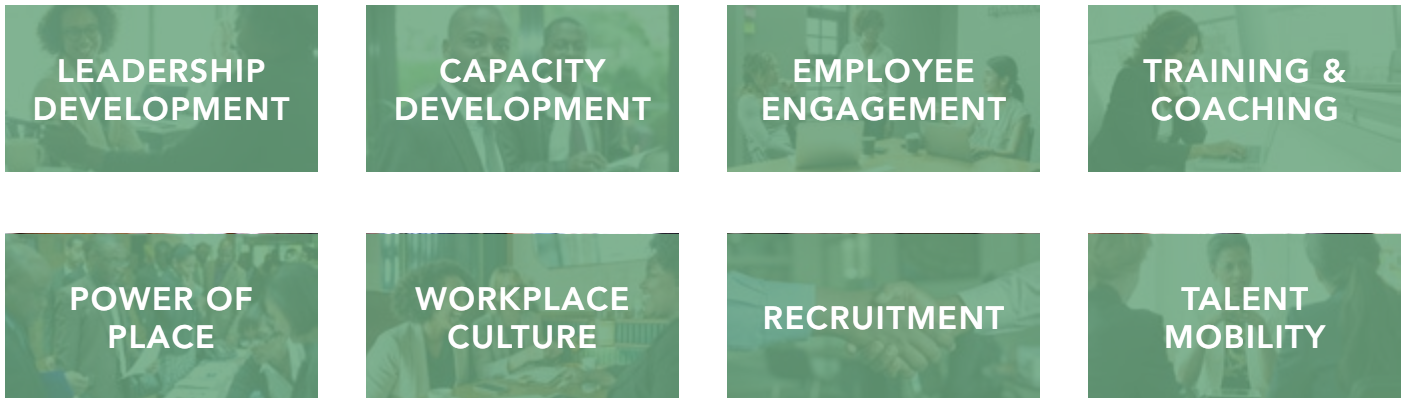 LEADERSHIP
DEVELOPMENT
CAPACITY
DEVELOPMENT
EMPLOYEE
ENGAGEMENT
TRAINING &
COACHING
POWER OF
PLACE
WORKPLACE
CULTURE
RECRUITMENT
TALENT
MOBILITY